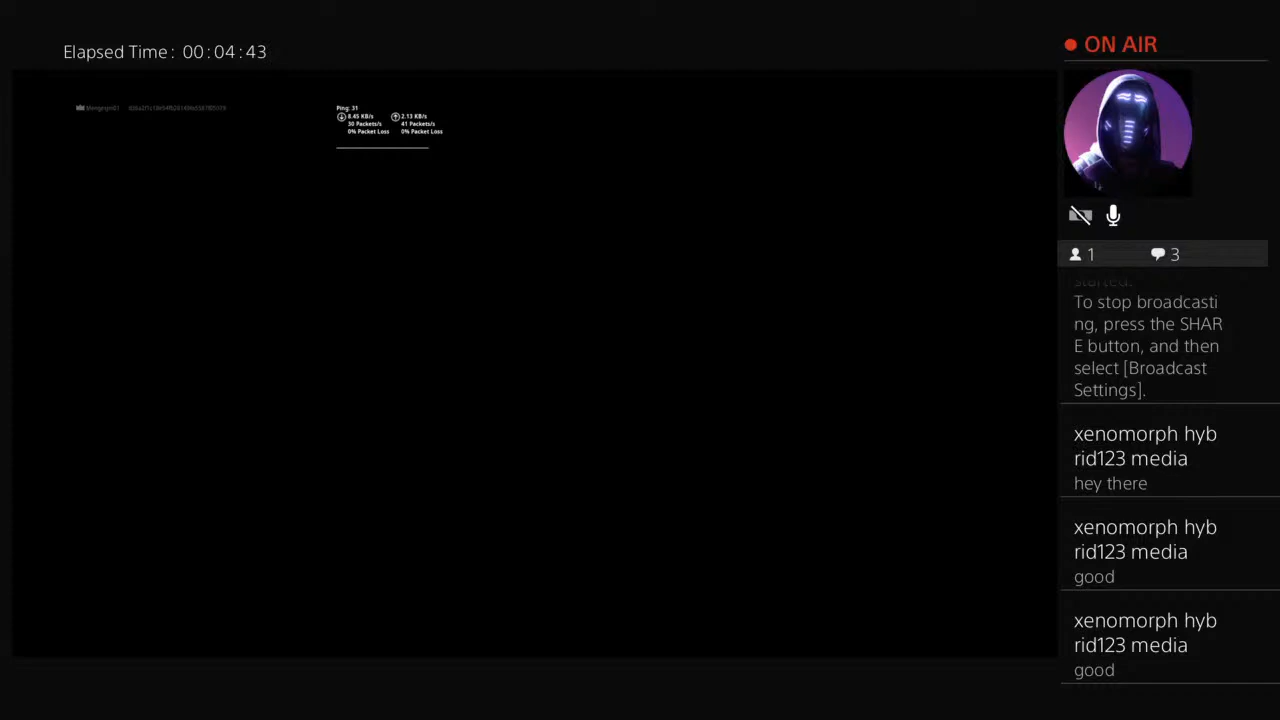 Elapsed Time: 00:04:43
ON AIR
Ping: 31
8.45 KB/s 2.13 KB/s
30 Packets/s 41 Packets/s
0% Packet Loss 0% Packet Loss
1 3
started.
To stop broadcasti
ng, press the SHAR
E button, and then
select [Broadcast
Settings].
xenomorph hyb
rid123 media
hey there
xenomorph hyb
rid123 media
good
xenomorph hyb
rid123 media
good